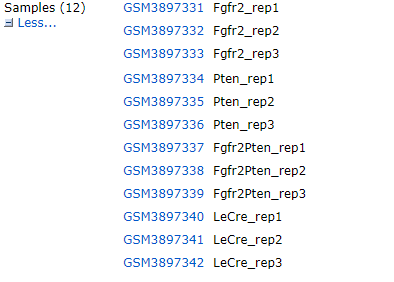 Samples (12) GSM3897331 Fgfr2_rep1
Less... GSM3897332 Fgfr2_rep2
GSM3897333 Fgfr2_rep3
GSM3897334 Pten_rep1
GSM3897335 Pten_rep2
GSM3897336 Pten_rep3
GSM3897337 Fgfr2Pten_rep1
GSM3897338 Fgfr2Pten_rep2
GSM3897339 Fgfr2Pten_rep3
GSM3897340 LeCre_rep1
GSM3897341 LeCre_rep2
GSM3897342 LeCre_rep3